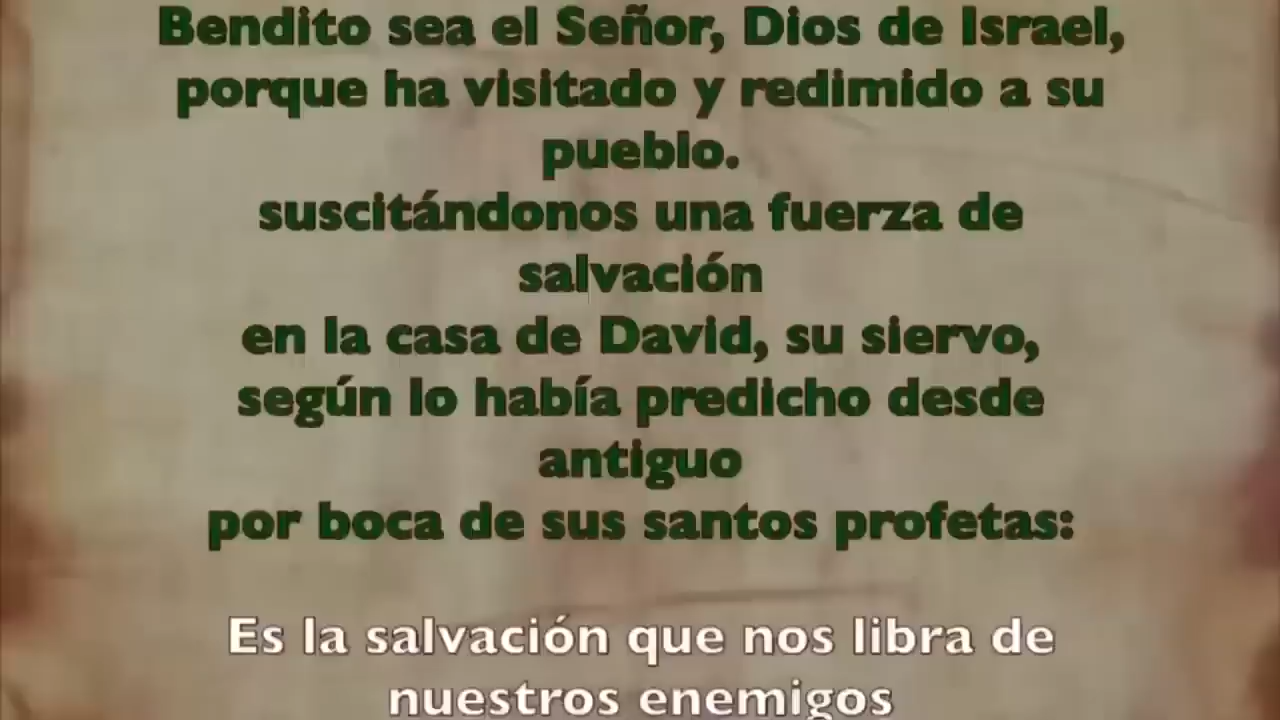 Bendito sea el Señor, Dios de Israel,
porque ha visitado y redimido a su
pueblo.
suscitándonos una fuerza de
salvación
en la casa de David, su siervo,
según lo había predicho desde
antiguo
por boca de sus santos profetas:
Es la salvación que nos libra de
nuestros enemigos